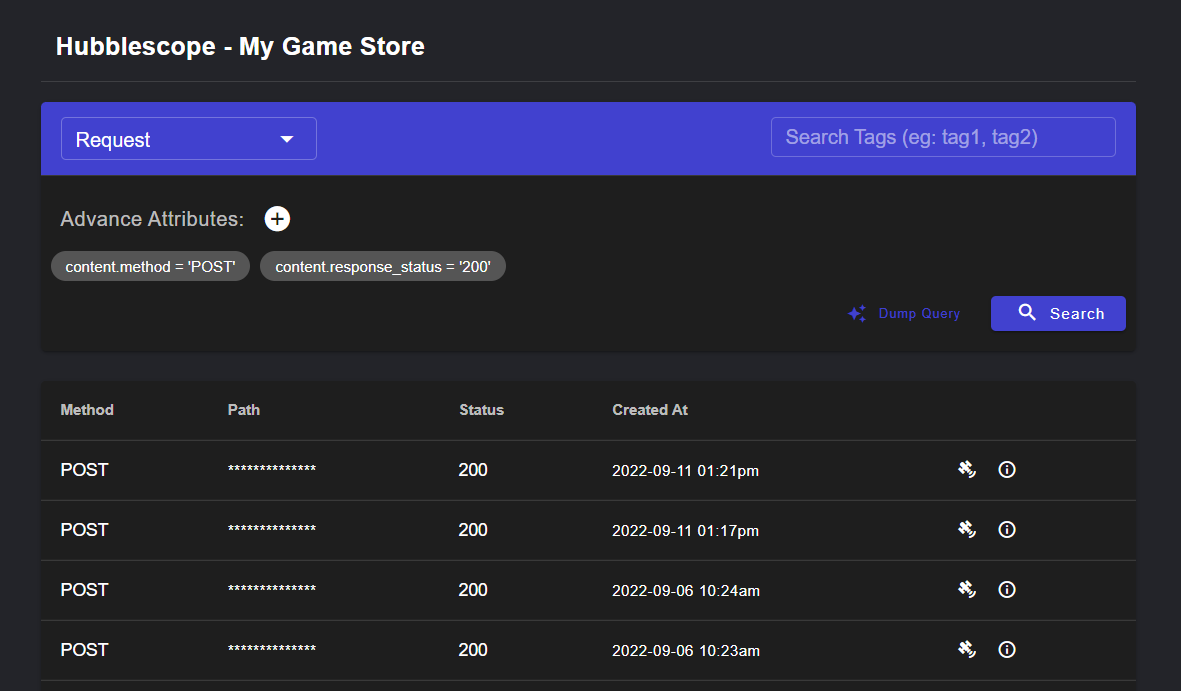 Hubblescope - My Game Store
Request
Search Tags (eg: tag1, tag2)
Advance Attributes:
content.method = 'POST' content.response_status = '200'
Dump Query Search
Method Path Status Created At
POST ************** 200 2022-09-11 01:21pm
POST ************** 200 2022-09-11 01:17pm
POST ************** 200 2022-09-06 10:24am
POST ************** 200 2022-09-06 10:23am